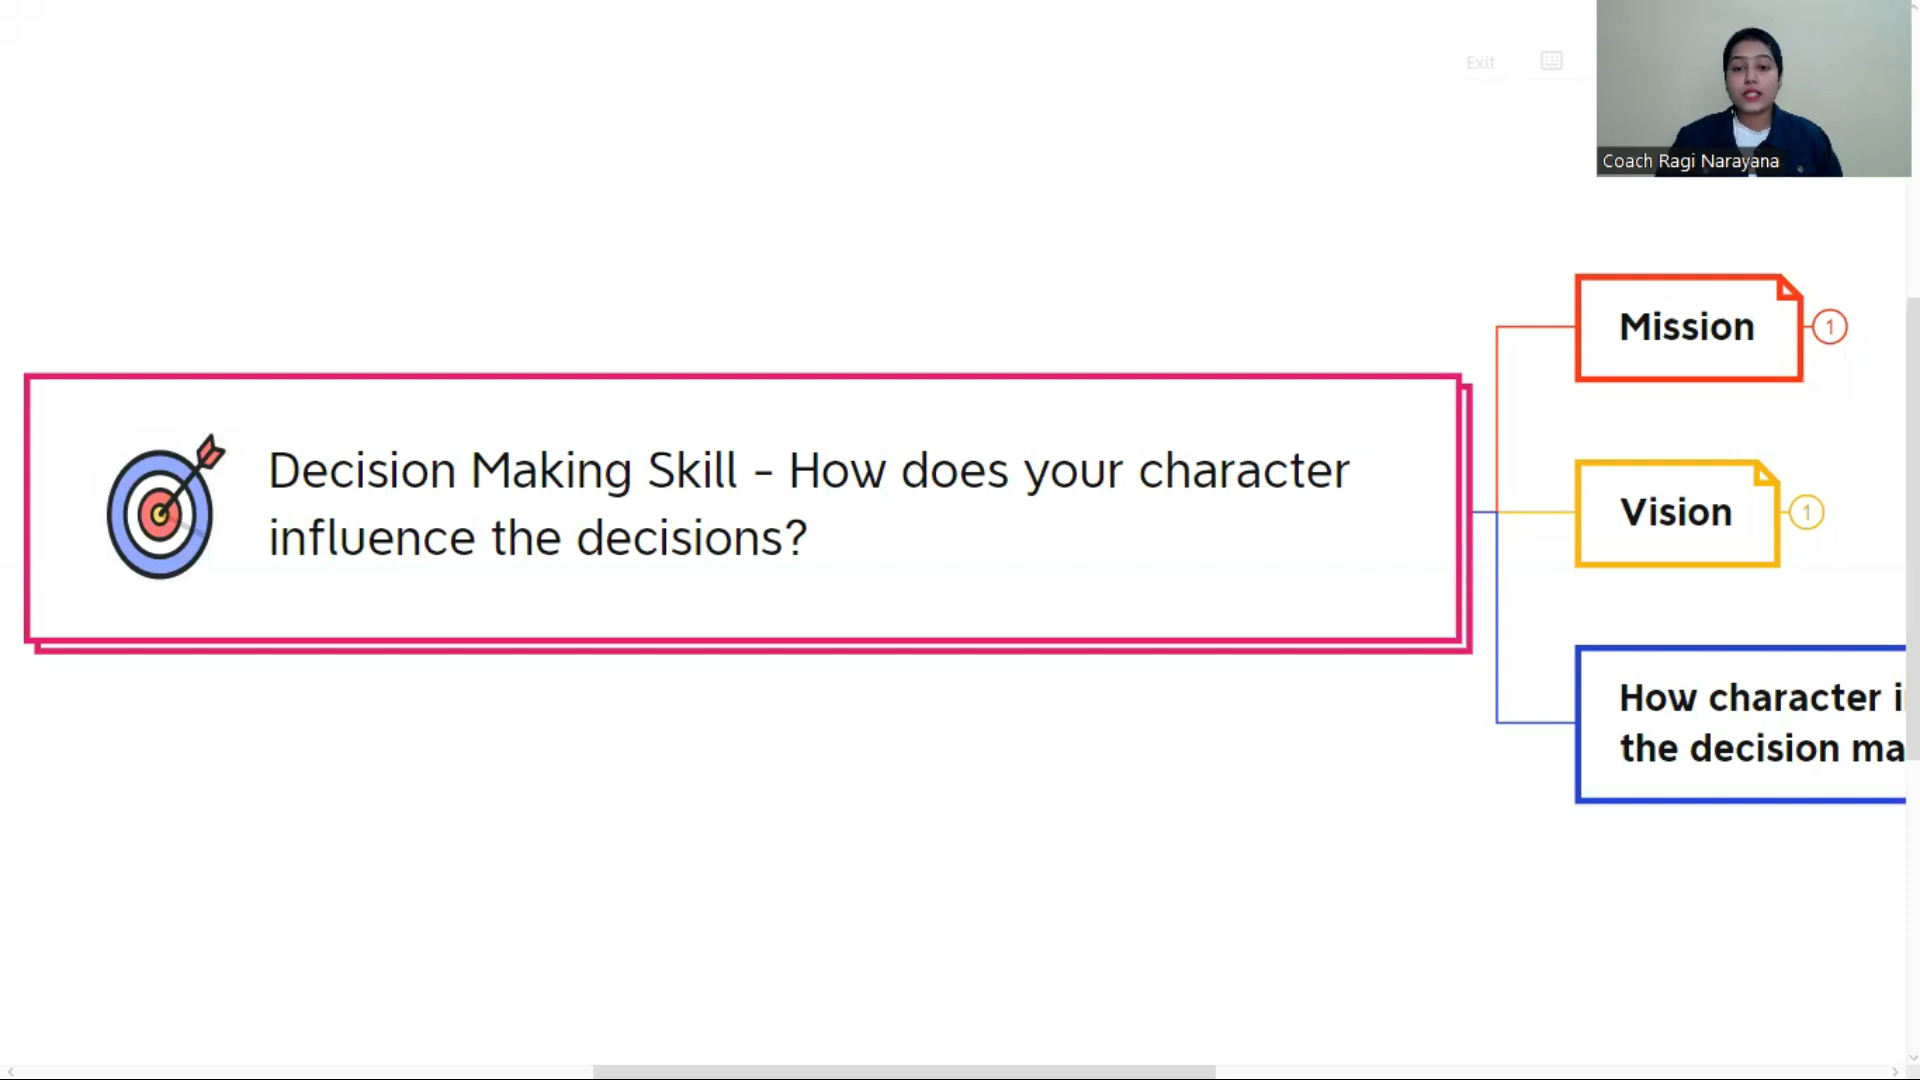 Exit
Coach Ragi Narayana
Mission
1
Decision Making Skill - How does your character
influence the decisions?
Vision
1
How character
the decision